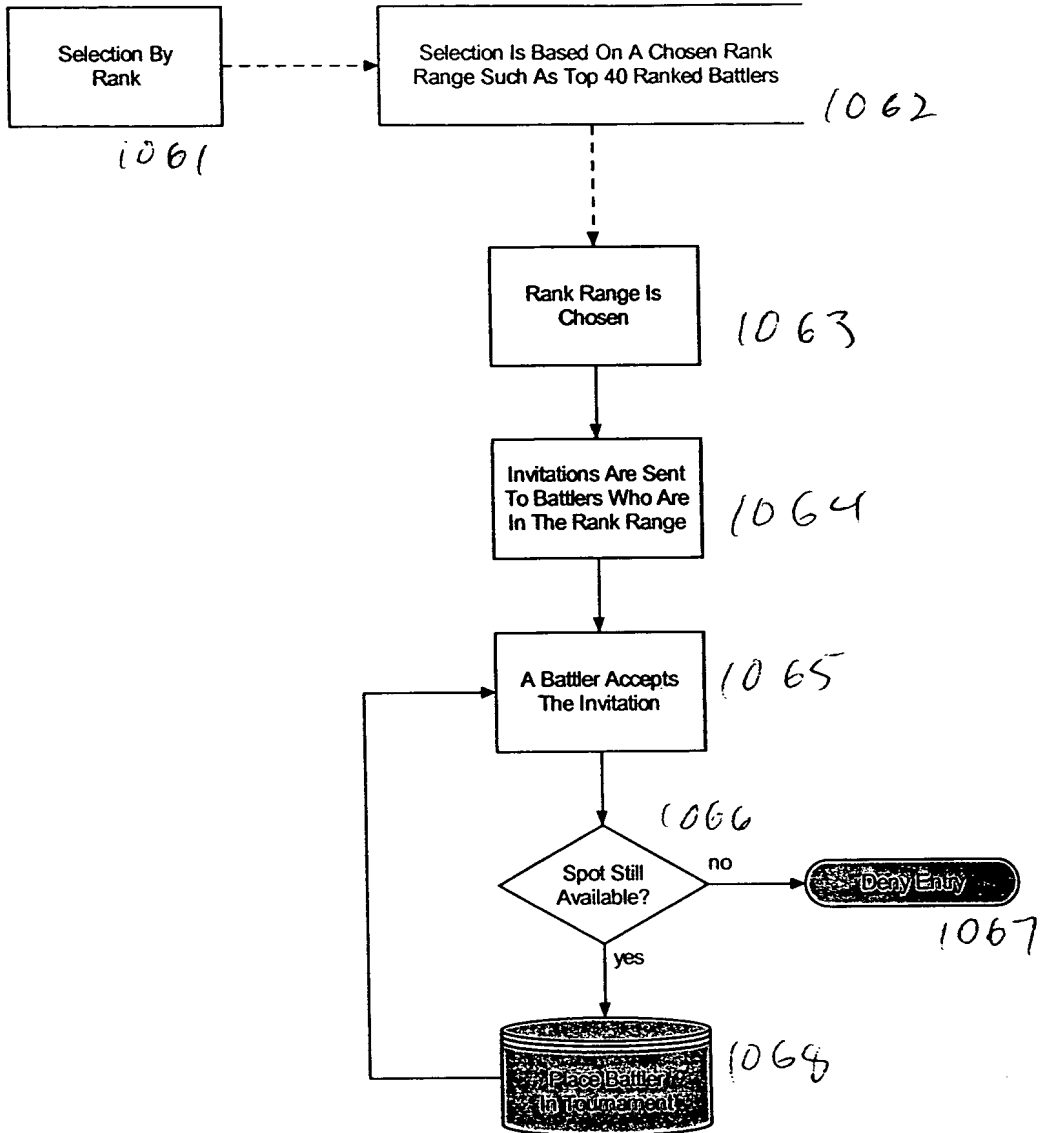 Selection By
Rank
1061
Selection Is Based On A Chosen Rank
Range Such As Top 40 Ranked Battlers
1062
Rank Range Is
Chosen
1063
Invitations Are Sent
To Battlers Who Are
In The Rank Range
1064
A Battler Accepts
The Invitation
1065
1066
Spot Still
Available?
no
Deny Entry
1067
yes
Place Battler
In Tournament
1068